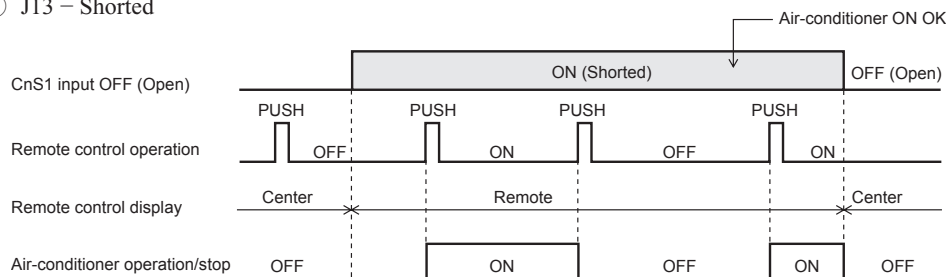 ) J13 − Shorted
Air-conditioner ON OK
CnS1 input OFF (Open)
ON (Shorted)
OFF (Open)
PUSH PUSH PUSH PUSH
Remote control operation
OFF ON OFF ON
Remote control display
Center Remote Center
Air-conditioner operation/stop
OFF ON OFF ON OFF